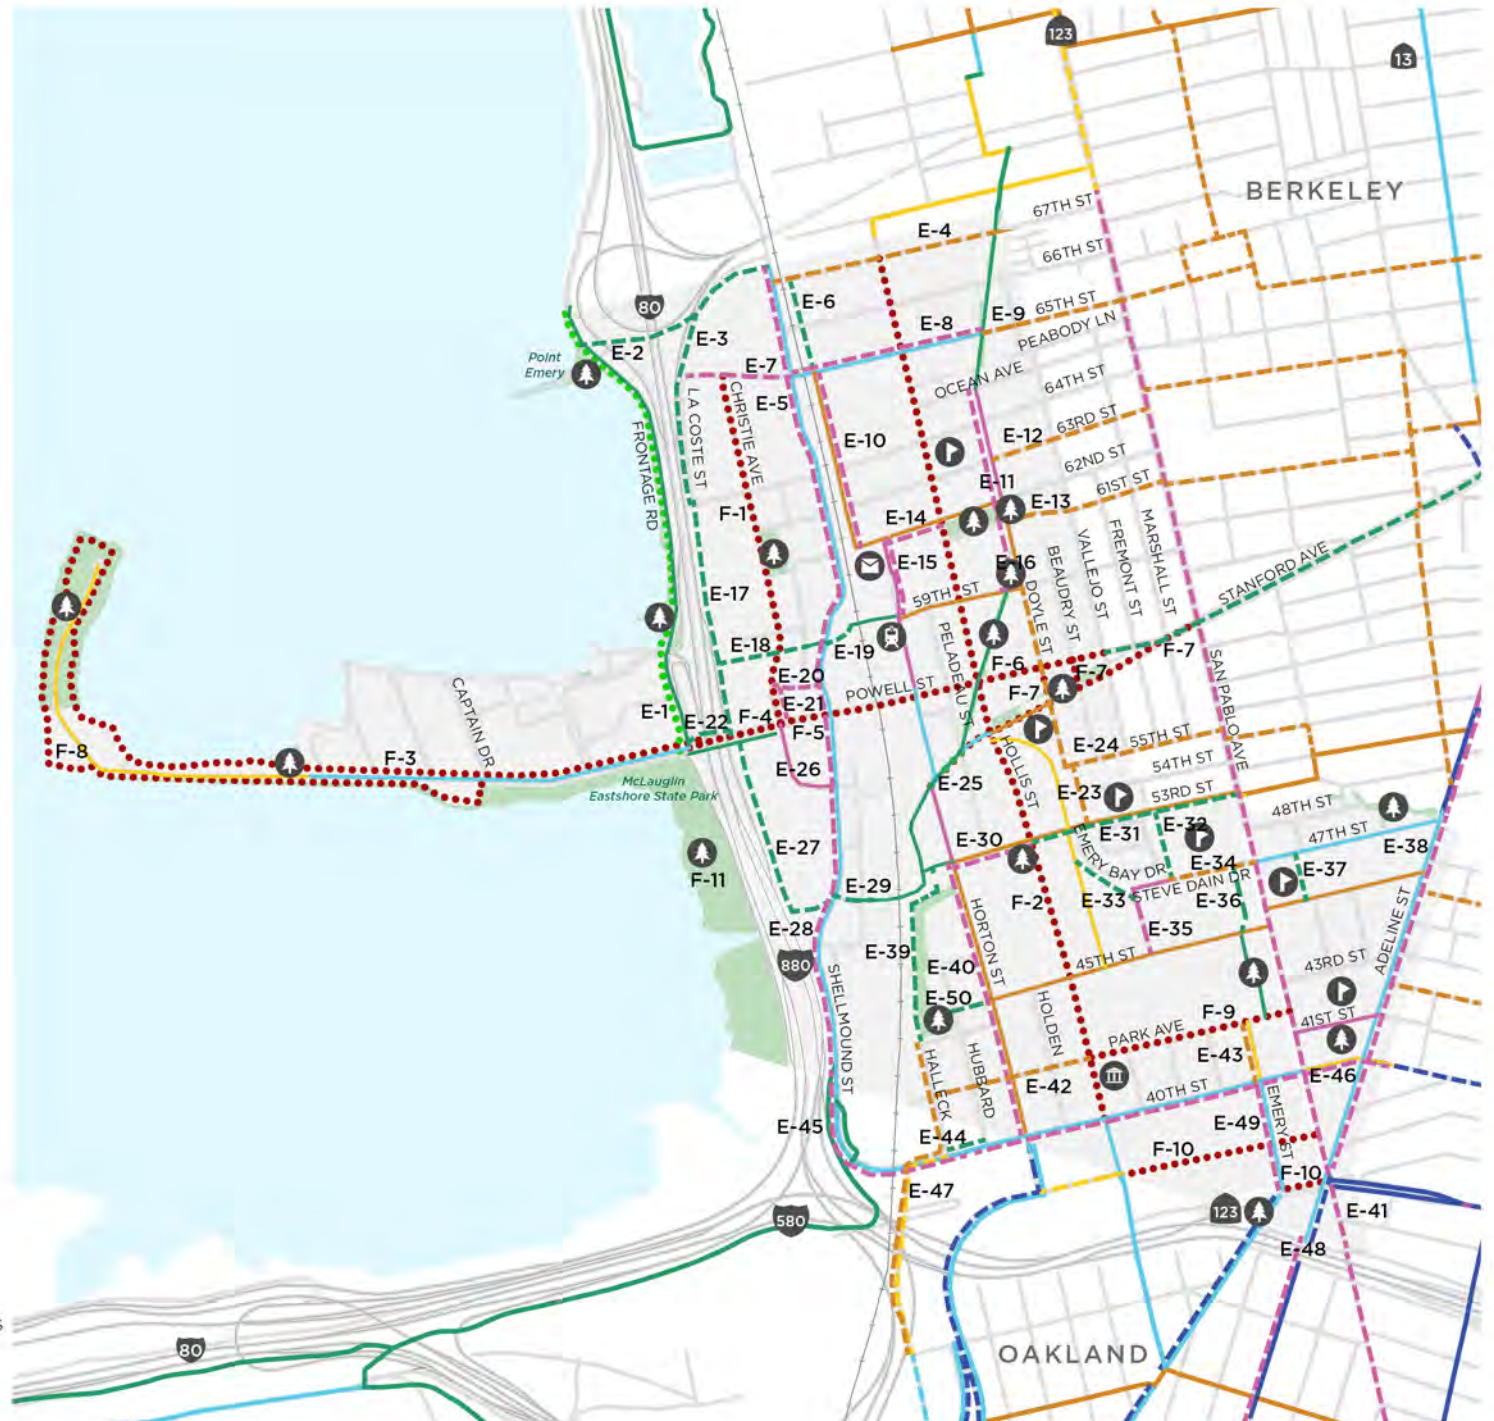 123
13
BERKELEY
67TH ST
E-4
66TH ST
80
E-6
65TH ST
E-9
E-8
PEABODY LN
E-3
E-2
Point
Emery
E-7
OCEAN AVE
64TH ST
E-5
LA COSTE ST
CHRISTIE AVE
63RD ST
E-12
E-10
FRONTAGE RD
62ND ST
E-11
61ST ST
E-13
F-1
E-14
MARSHALL ST
FREMONT ST
VALLEJO ST
BEAUDRY ST
E-15
E-16
STANFORD AVE
E-17
59TH ST
DOYLE ST
PELADEAU ST
E-18
E-19
F-7
F-6
F-7
E-20
POWELL ST
F-7
SAN PABLO AVE
CAPTAIN DR
E-1
E-21
E-22
F-4
F-5
55TH ST
E-24
F-8
F-3
HOLLIS ST
54TH ST
E-26
McLaughlin
Eastshore State Park
E-25
E-23
53RD ST
48TH ST
E-32
E-31
47TH ST
E-30
EMERY BAY DR
E-27
E-38
E-34
E-37
F-11
E-29
STEVE DAIN DR
F-2
E-33
E-36
HORTON ST
E-28
E-35
ADELINE ST
E-39
880
E-40
45TH ST
43RD ST
SHELLMOUND ST
E-50
HOLDEN
F-9
41ST ST
PARK AVE
HUBBARD
HALLECK
E-43
E-42
E-46
40TH ST
EMERY ST
E-45
E-44
E-49
F-10
F-10
E-47
580
123
E-41
E-48
80
OAKLAND
s